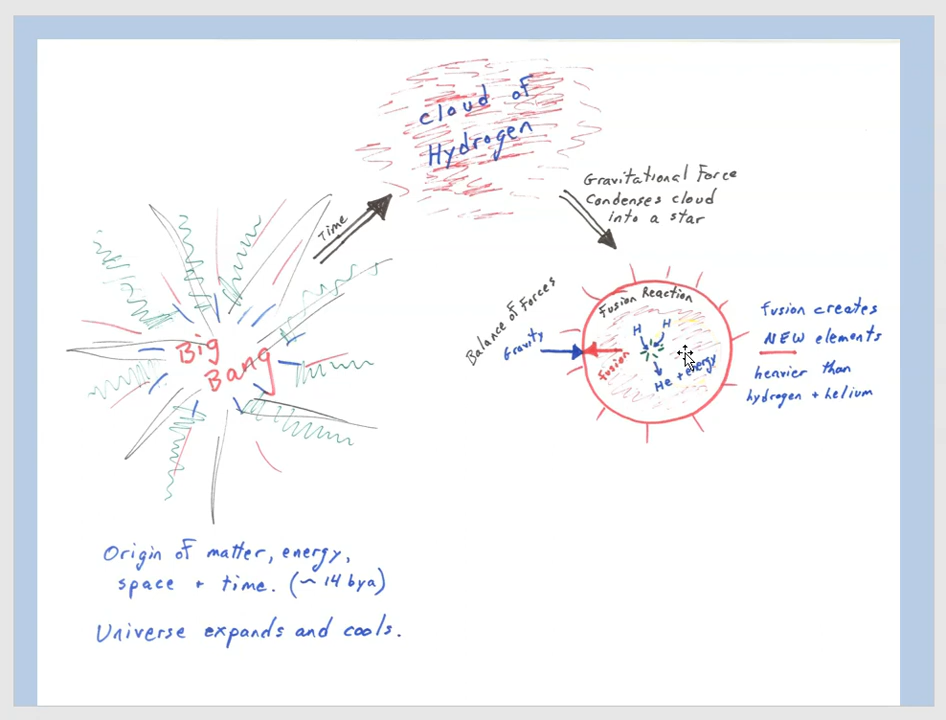 cloud of
Hydrogen
Time
Gravitational Force
Condenses cloud
into a star
Big
Bang
Balance of Forces
Gravity
Fusion
Fusion Reaction
H H
He + energy
fusion creates
NEW elements
heavier than
hydrogen + helium
Origin of matter, energy,
space + time. (~ 14 bya)
Universe expands and cools.